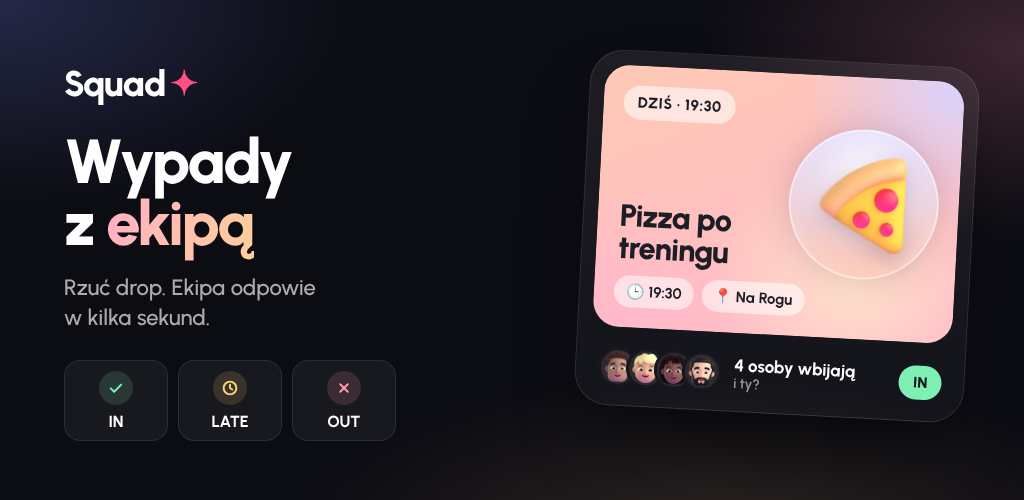 Squad
Wypady
z ekipą
Rzuć drop. Ekipa odpowie
w kilka sekund.
IN
LATE
OUT
DZIŚ · 19:30
Pizza po
treningu
19:30
Na Rogu
4 osoby wbijają
i ty?
IN